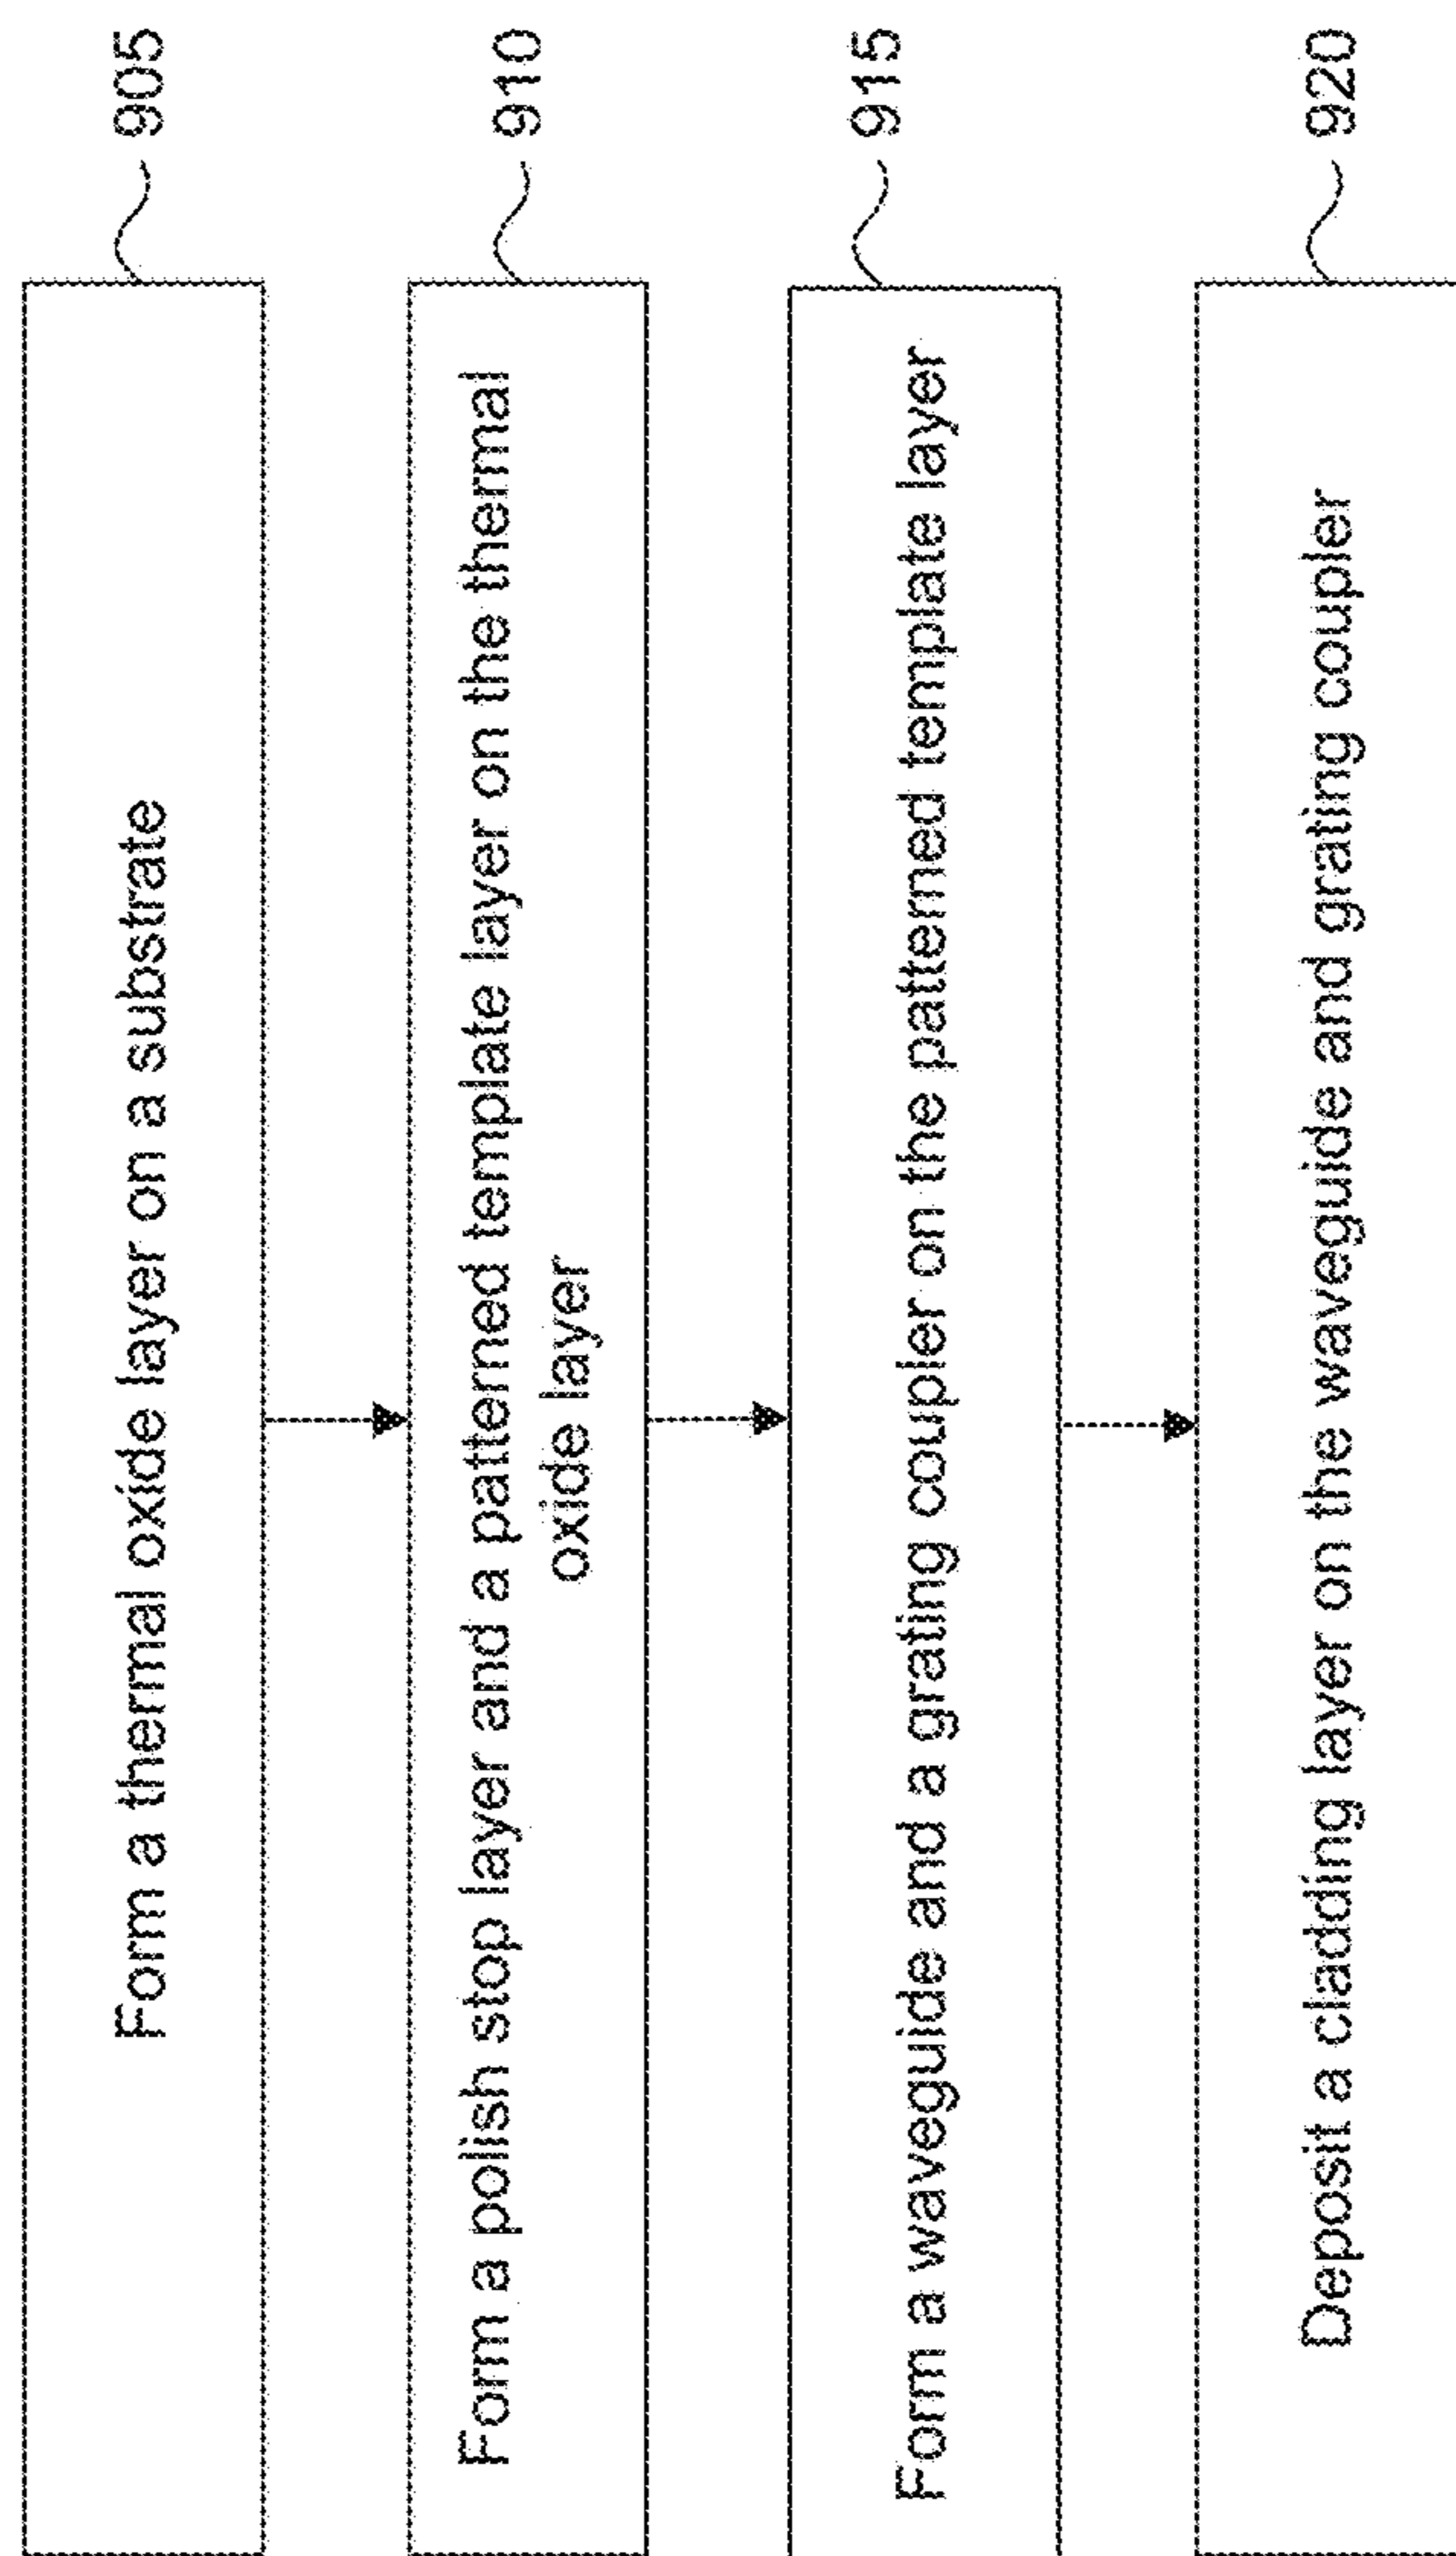 Form a thermal oxide layer on a substrate
905
Form a polish stop layer and a patterned template layer on the thermal
oxide layer
910
Form a waveguide and a grating coupler on the patterned template layer
915
Deposit a cladding layer on the waveguide and grating coupler
920